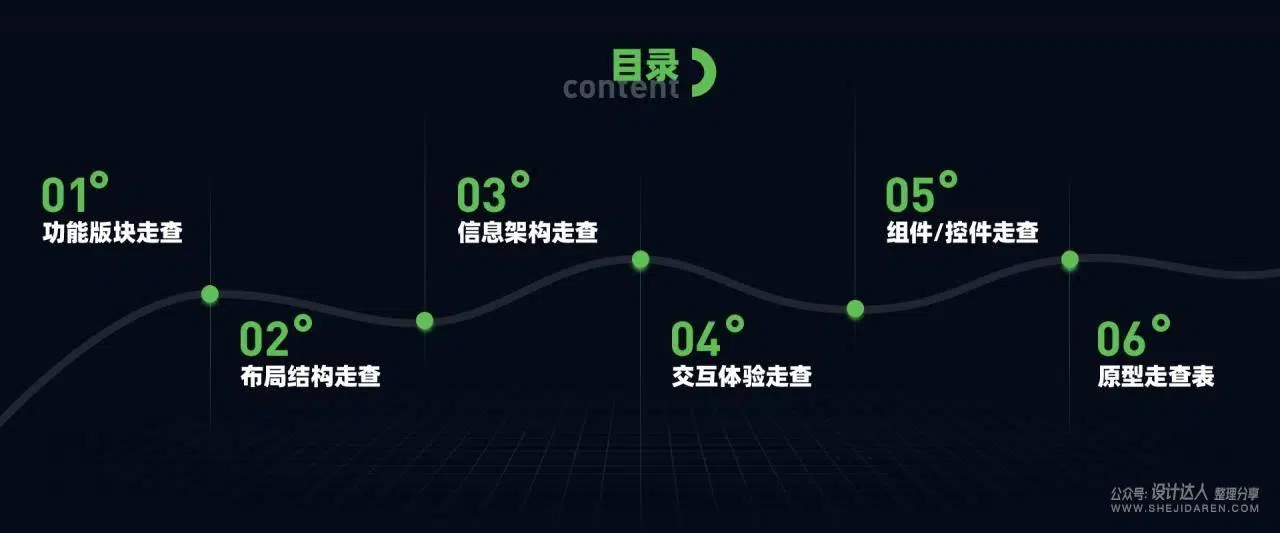 目录
content
01°
功能版块走查
02°
布局结构走查
03°
信息架构走查
04°
交互体验走查
05°
组件/控件走查
06°
原型走查表
公众号: 设计达人 整理分享
WWW.SHEJIDAREN.COM